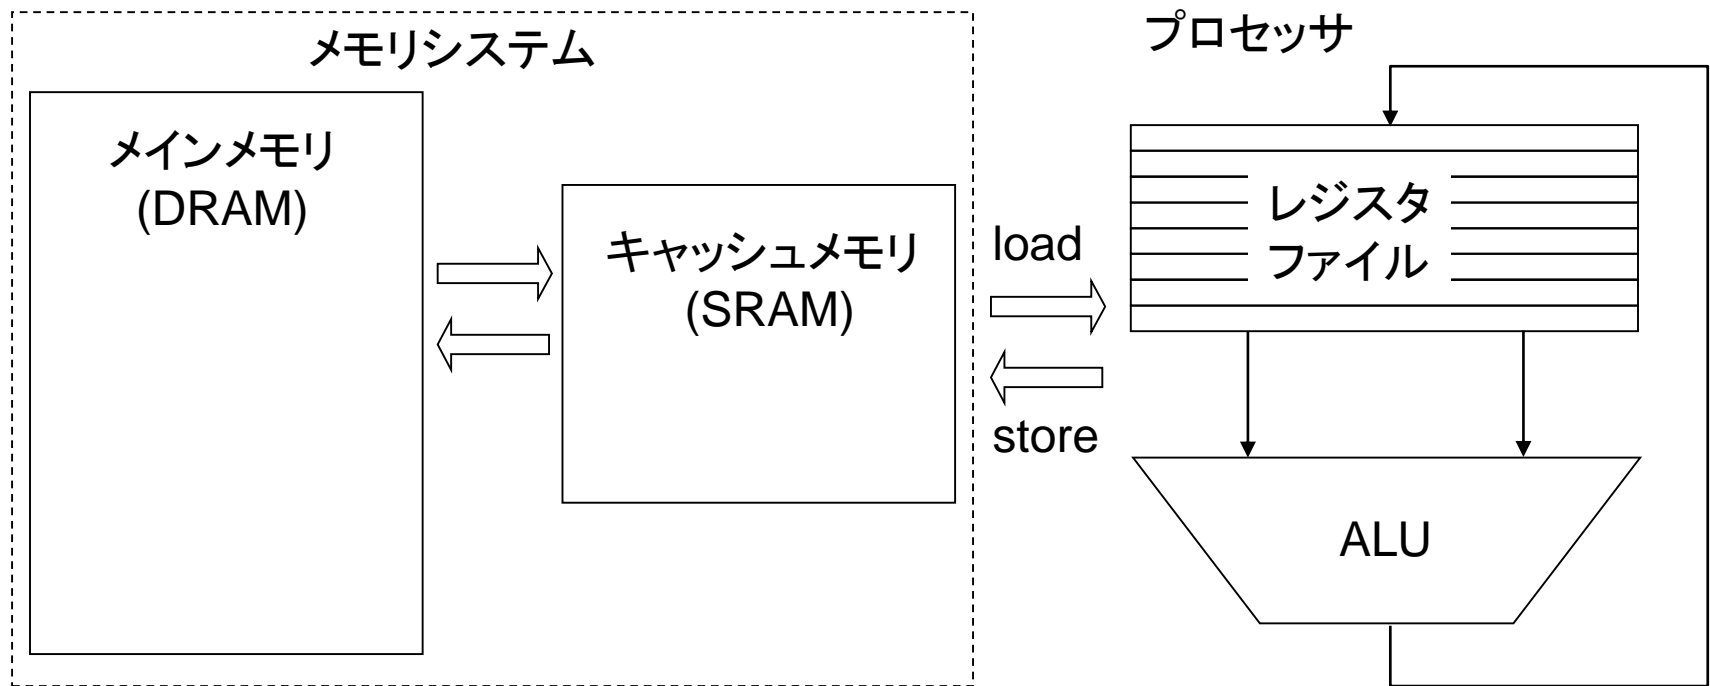 メモリシステム
プロセッサ
メインメモリ
(DRAM)
キャッシュメモリ
(SRAM)
load
store
レジスタ
ファイル
ALU